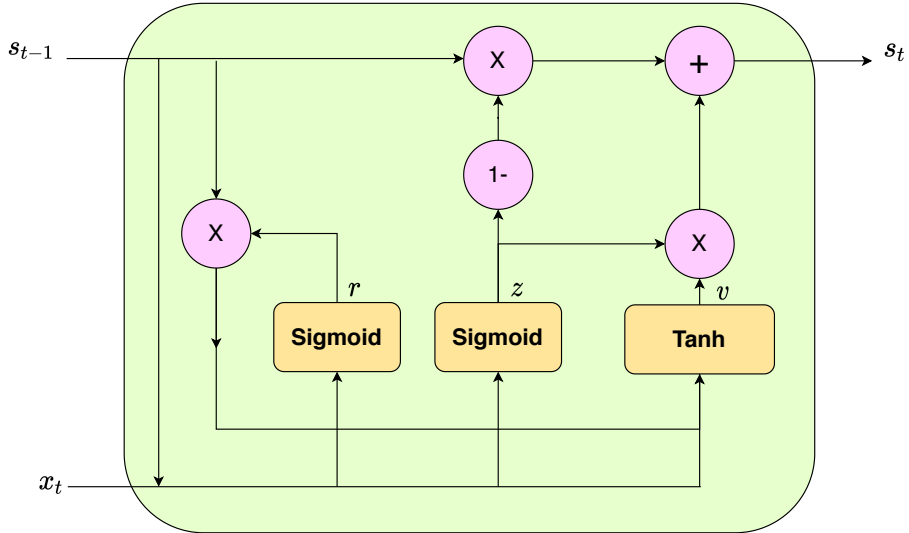 s_{t-1}
X
+
s_t
1-
X
X
r
z
v
Sigmoid
Sigmoid
Tanh
x_t